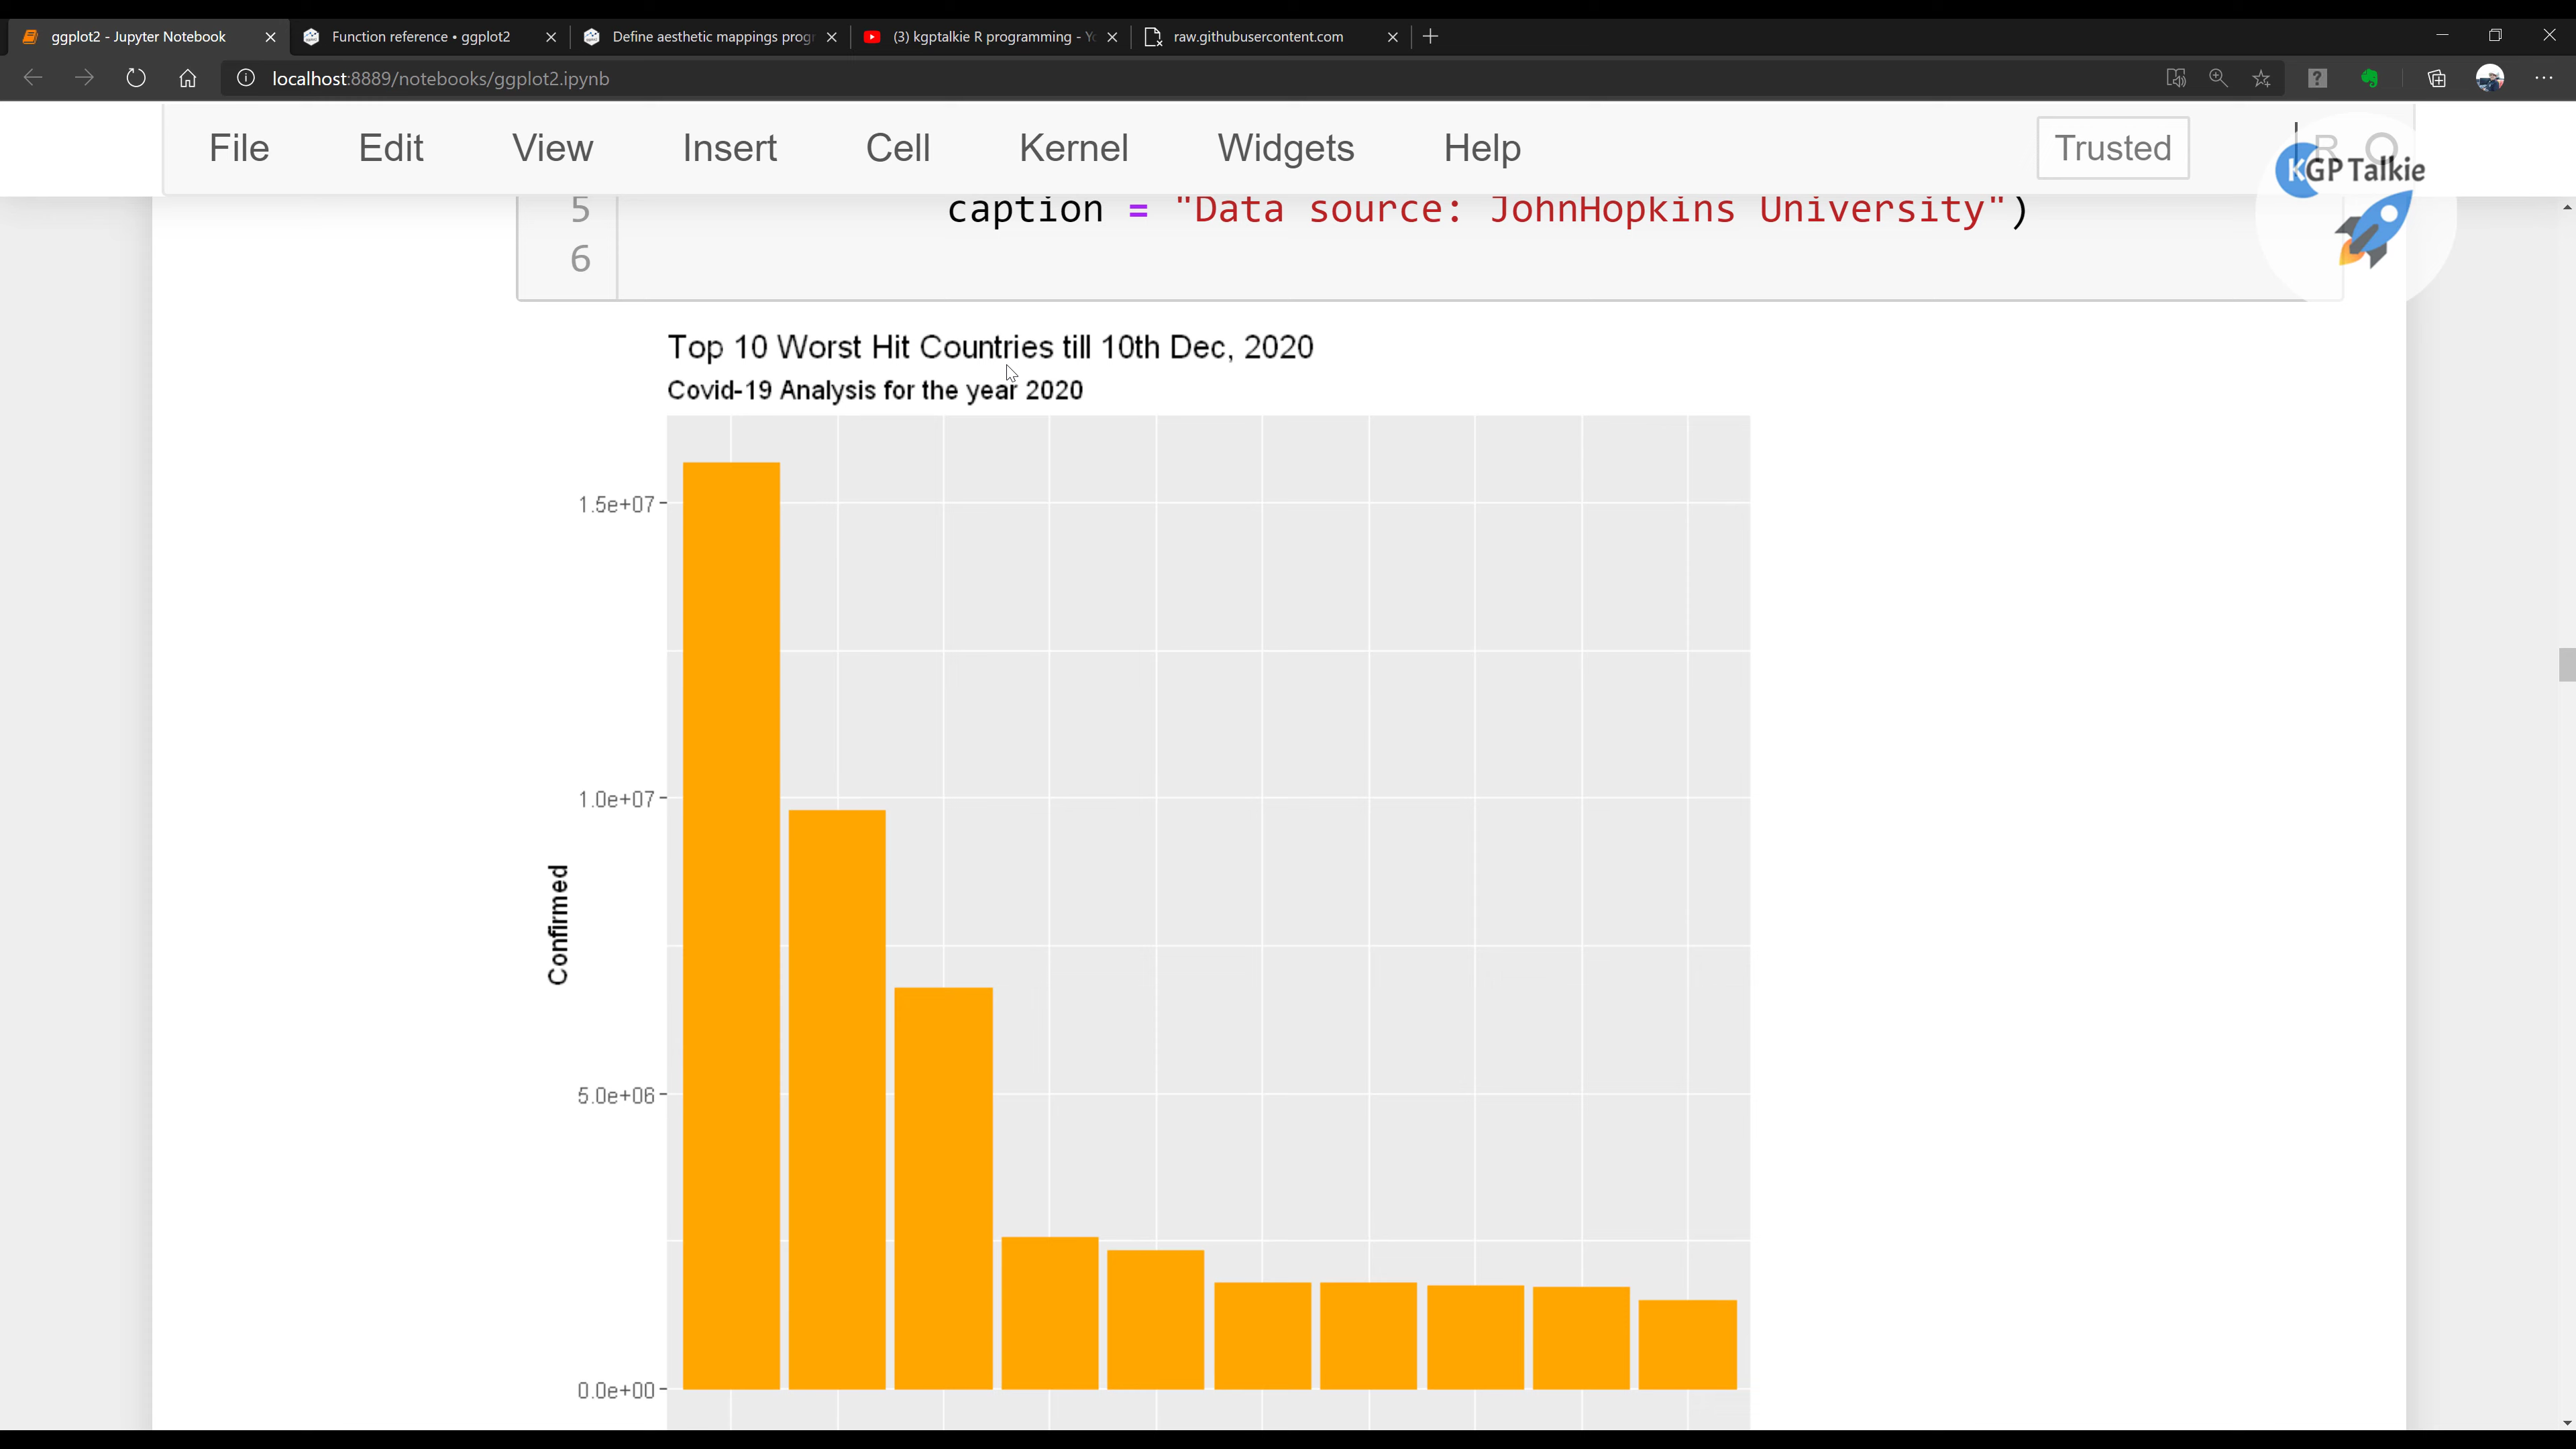 ggplot2 - Jupyter Notebook
Function reference • ggplot2
Define aesthetic mappings prog
(3) kgptalkie R programming - Yo
raw.githubusercontent.com
localhost:8889/notebooks/ggplot2.ipynb
File Edit View Insert Cell Kernel Widgets Help Trusted R
KGP Talkie
5 caption = "Data source: JohnHopkins University")
6
Top 10 Worst Hit Countries till 10th Dec, 2020
Covid-19 Analysis for the year 2020
1.5e+07
1.0e+07
Confirmed
5.0e+06
0.0e+00